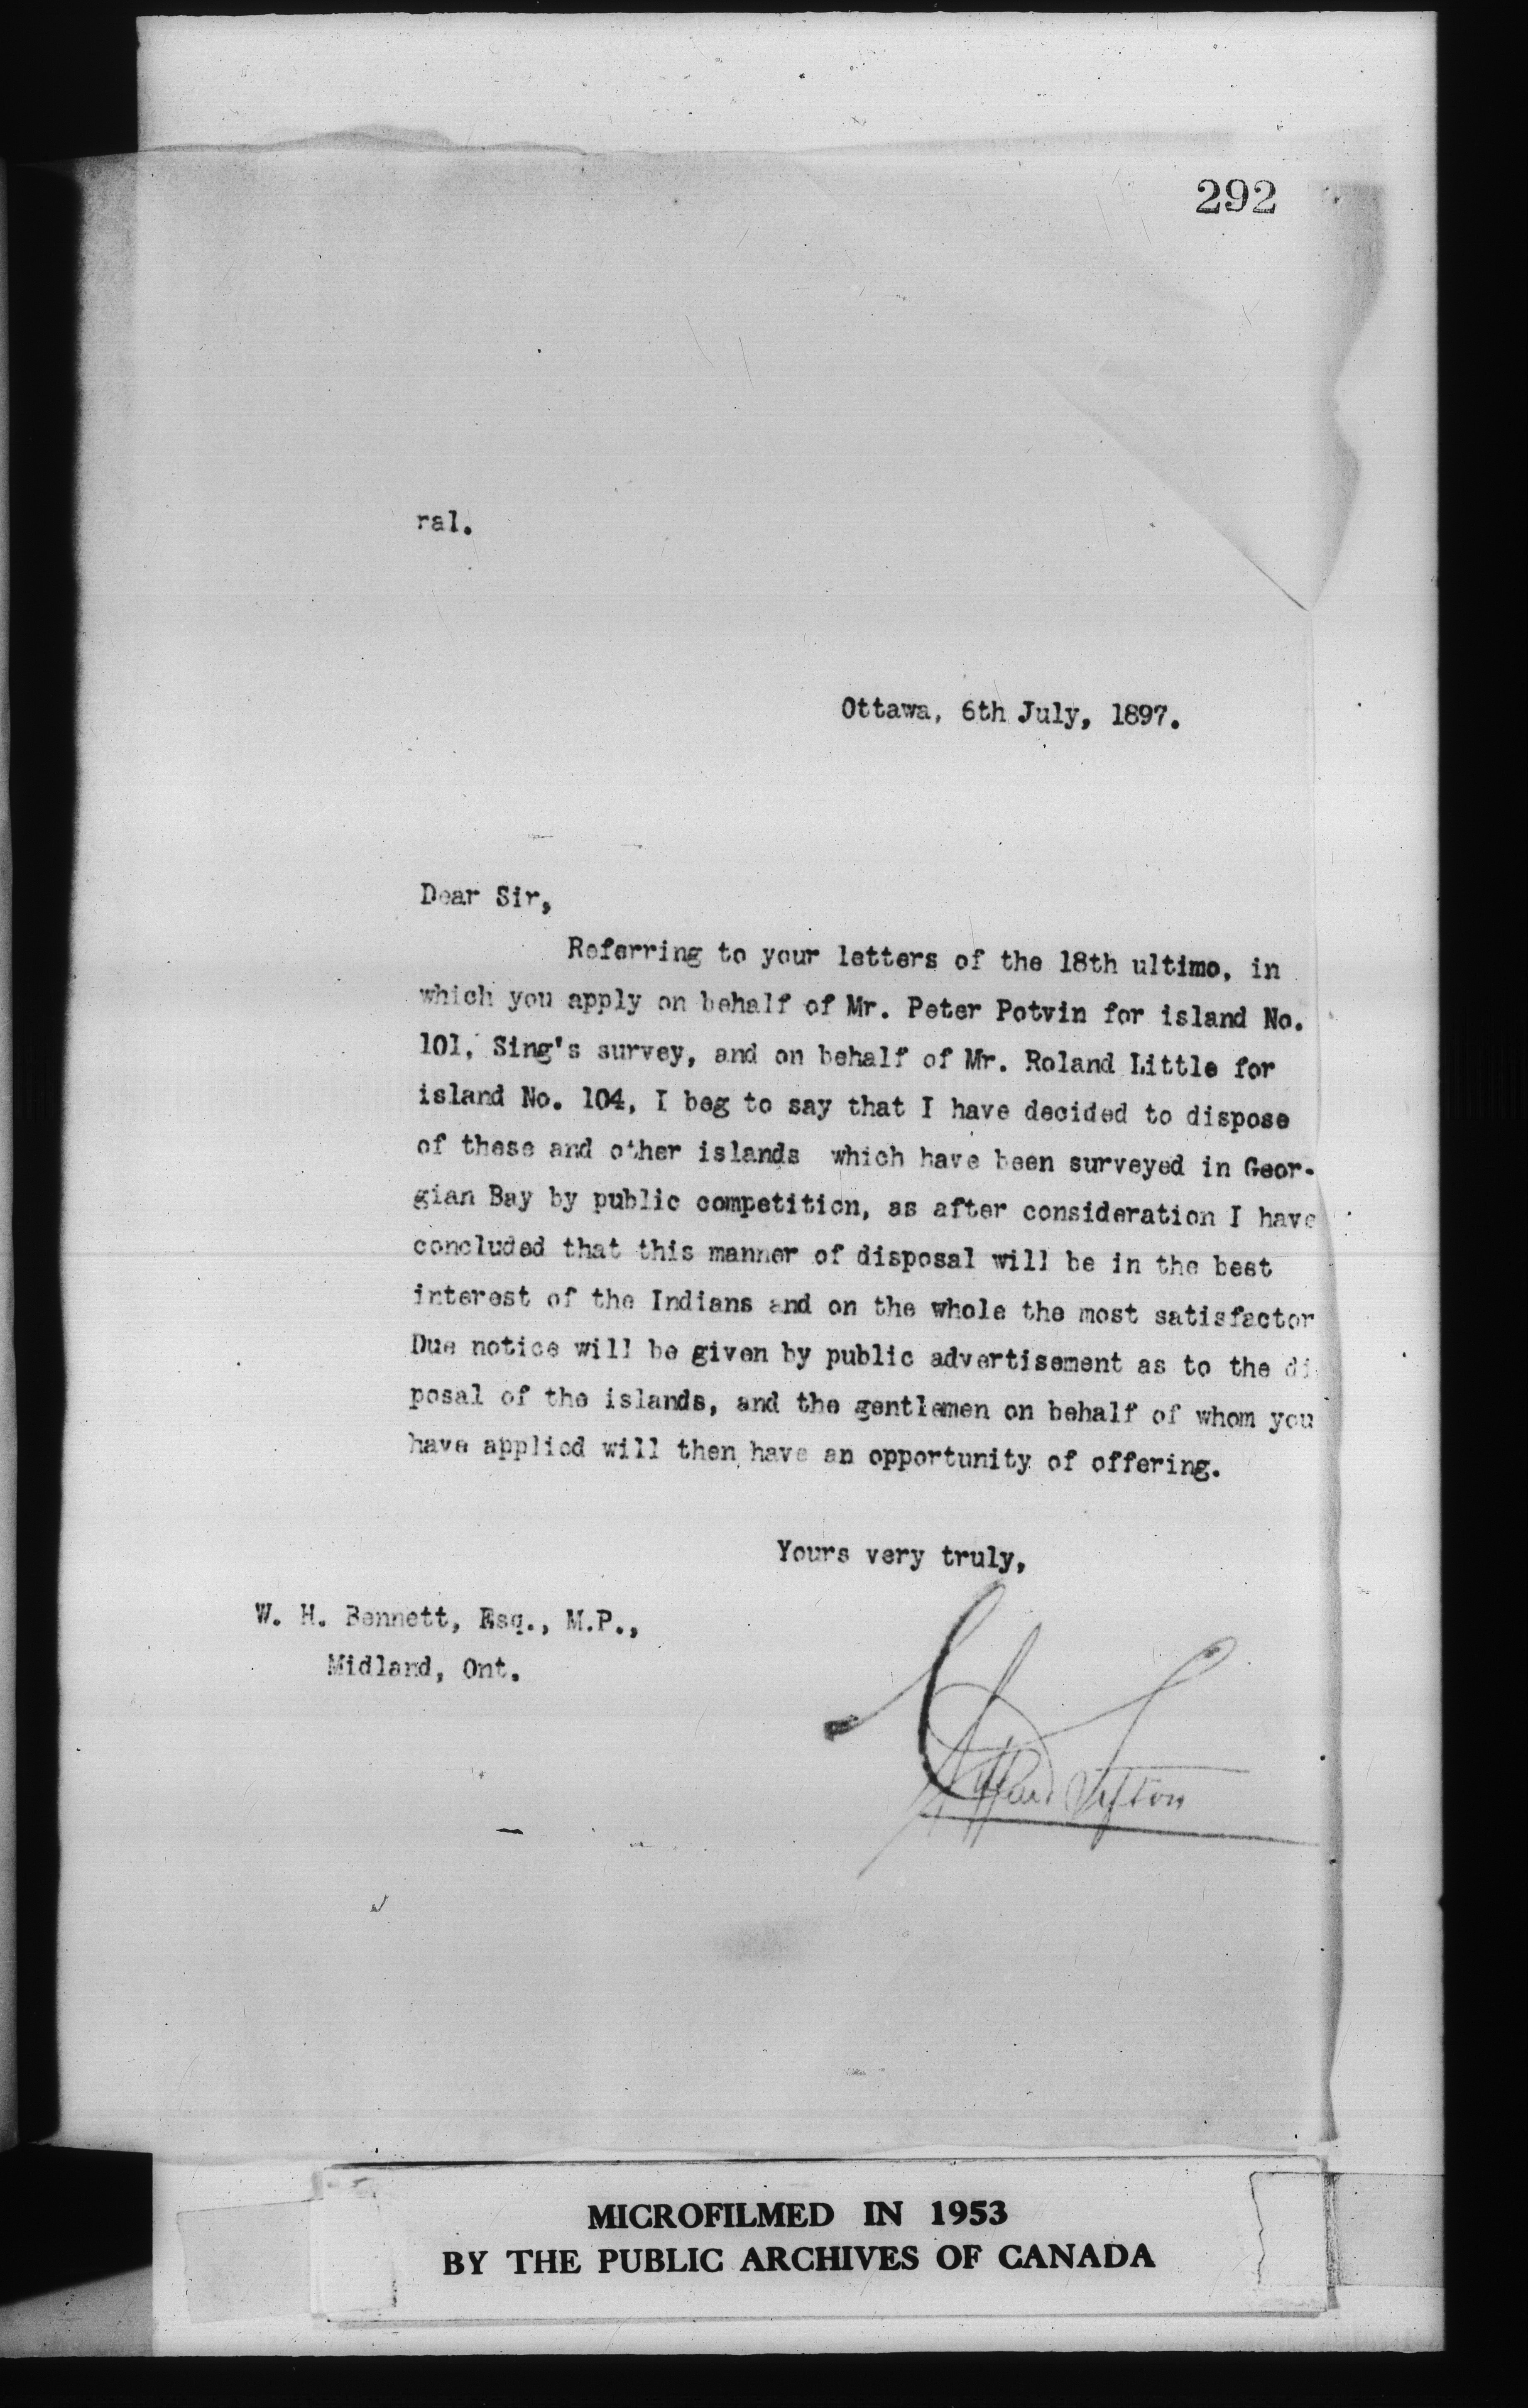 292
ral.
Ottawa, 6th July, 1897.
Dear Sir,
Referring to your letters of the 18th ultimo, in
which you apply on behalf of Mr. Peter Potvin for island No.
101, Sing's survey, and on behalf of Mr. Roland Little for
island No. 104, I beg to say that I have decided to dispose
of these and other islands which have been surveyed in Geor-
gian Bay by public competition, as after consideration I have
concluded that this manner of disposal will be in the best
interest of the Indians and on the whole the most satisfactor
Due notice will be given by public advertisement as to the di
posal of the islands, and the gentlemen on behalf of whom you
have applied will then have an opportunity of offering.
Yours very truly,
W. H. Bennett, Esq., M.P.,
Midland, Ont.
Clifford Sifton
MICROFILMED IN 1953
BY THE PUBLIC ARCHIVES OF CANADA